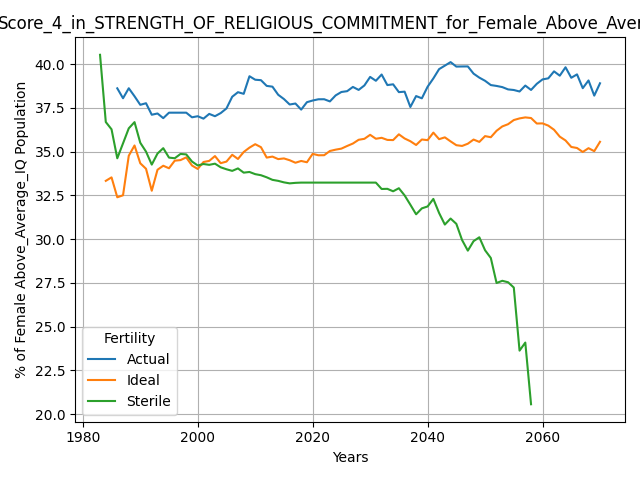 Score_4_in_STRENGTH_OF_RELIGIOUS_COMMITMENT_for_Female_Above_Aver
% of Female Above_Average_IQ Population
40.0
37.5
35.0
32.5
30.0
27.5
25.0
22.5
20.0
Fertility
Actual
Ideal
Sterile
1980
2000
2020
2040
2060
Years